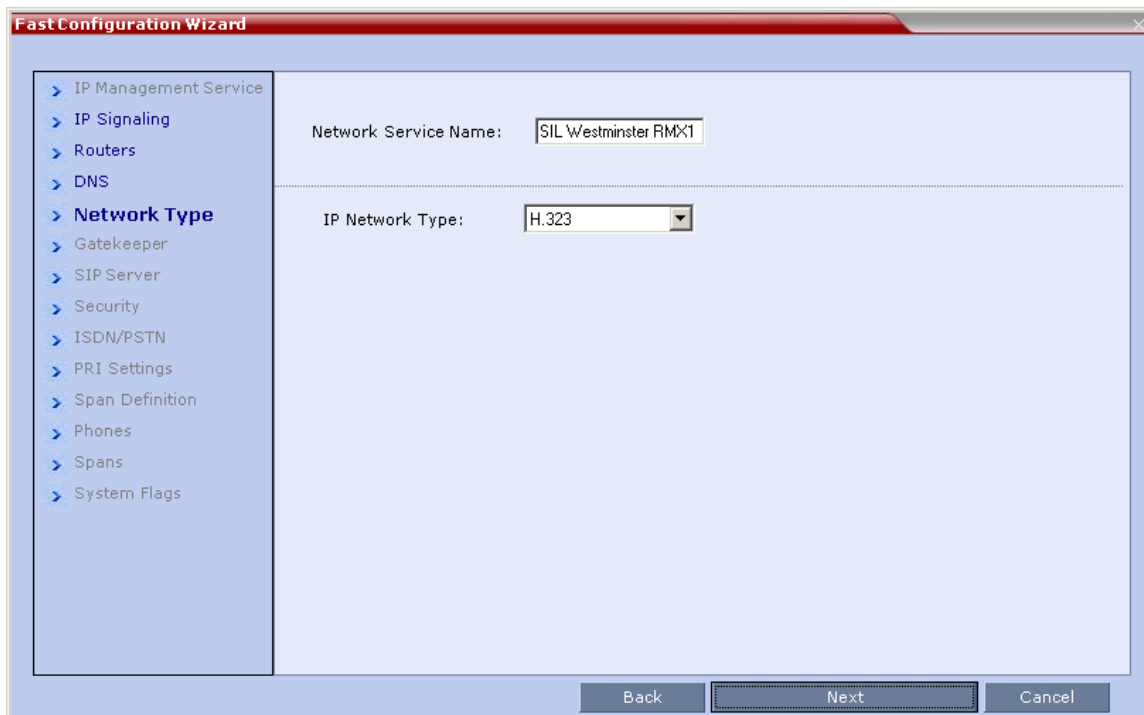 Fast Configuration Wizard
IP Management Service
IP Signaling
Routers
DNS
Network Type
Gatekeeper
SIP Server
Security
ISDN/PSTN
PRI Settings
Span Definition
Phones
Spans
System Flags
Network Service Name: SIL Westminster RMX1
IP Network Type: H.323
Back Next Cancel